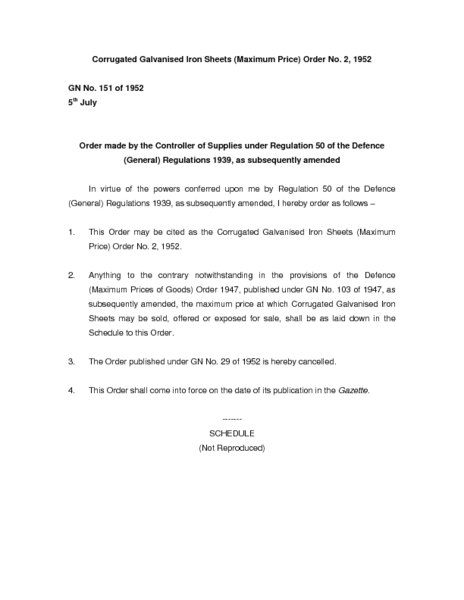 Corrugated Galvanised Iron Sheets (Maximum Price) Order No. 2, 1952
GN No. 151 of 1952
5th July
Order made by the Controller of Supplies under Regulation 50 of the Defence
(General) Regulations 1939, as subsequently amended
In virtue of the powers conferred upon me by Regulation 50 of the Defence
(General) Regulations 1939, as subsequently amended, I hereby order as follows –
1. This Order may be cited as the Corrugated Galvanised Iron Sheets (Maximum
Price) Order No. 2, 1952.
2. Anything to the contrary notwithstanding in the provisions of the Defence
(Maximum Prices of Goods) Order 1947, published under GN No. 103 of 1947, as
subsequently amended, the maximum price at which Corrugated Galvanised Iron
Sheets may be sold, offered or exposed for sale, shall be as laid down in the
Schedule to this Order.
3. The Order published under GN No. 29 of 1952 is hereby cancelled.
4. This Order shall come into force on the date of its publication in the Gazette.
-------
SCHEDULE
(Not Reproduced)